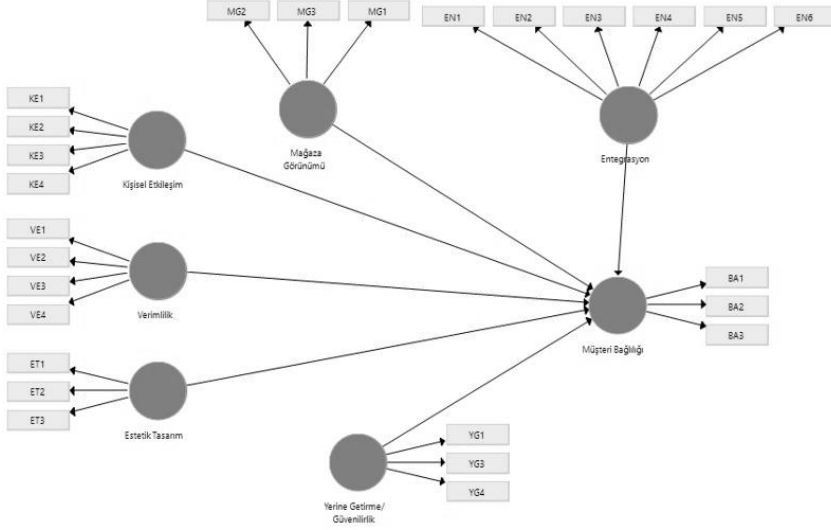 MG2
MG3
MG1
EN1
EN2
EN3
EN4
EN5
EN6
KE1
KE2
KE3
KE4
Kişisel Etkileşim
Mağaza
Görünümü
Entegrasyon
VE1
VE2
VE3
VE4
Verimlilik
BA1
BA2
BA3
Müşteri Bağlılığı
ET1
ET2
ET3
Estetik Tasarım
YG1
YG3
YG4
Yerine Getirme/
Güvenilirlik